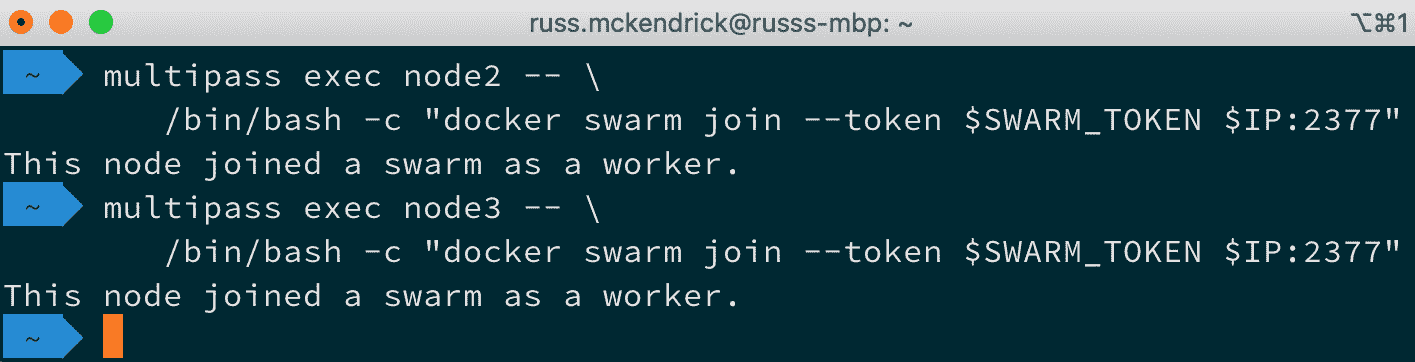 russ.mckendrick@russs-mbp: ~
⌥⌘1
~ multipass exec node2 -- \
/bin/bash -c "docker swarm join --token $SWARM_TOKEN $IP:2377"
This node joined a swarm as a worker.
~ multipass exec node3 -- \
/bin/bash -c "docker swarm join --token $SWARM_TOKEN $IP:2377"
This node joined a swarm as a worker.
~